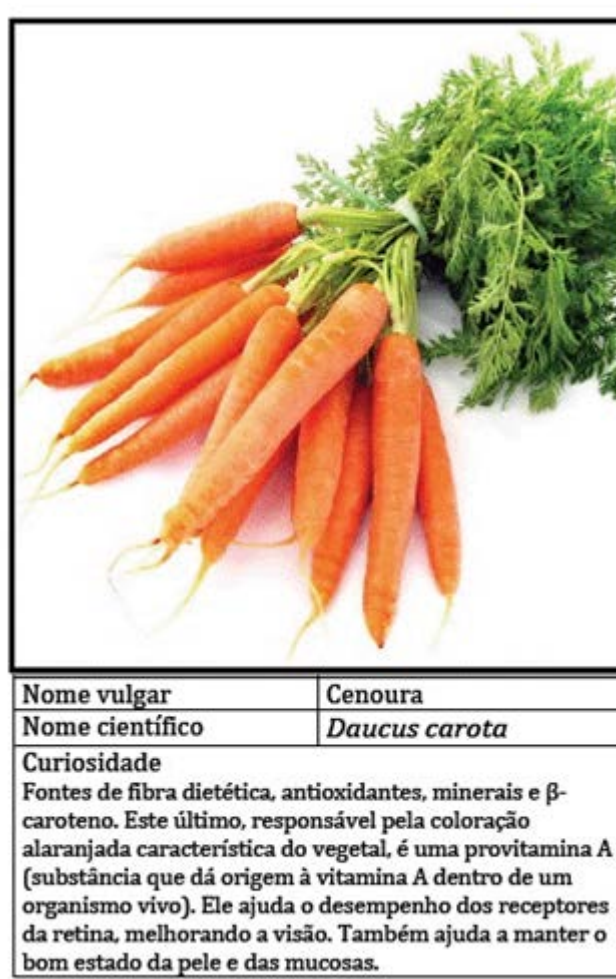 Nome vulgar Cenoura
Nome científico Daucus carota
Curiosidade
Fontes de fibra dietética, antioxidantes, minerais e β-
caroteno. Este último, responsável pela coloração
alaranjada característica do vegetal, é uma provitamina A
(substância que dá origem à vitamina A dentro de um
organismo vivo). Ele ajuda o desempenho dos receptores
da retina, melhorando a visão. Também ajuda a manter o
bom estado da pele e das mucosas.